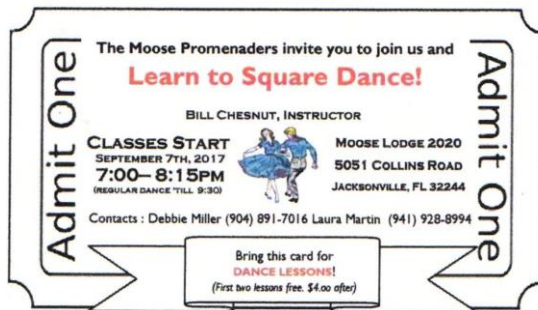 The Moose Promenaders invite you to join us and
Learn to Square Dance!
BILL CHESNUT, INSTRUCTOR
Admit One
CLASSES START
SEPTEMBER 7TH, 2017
7:00– 8:15PM
(REGULAR DANCE 'TILL 9:30)
MOOSE LODGE 2020
5051 COLLINS ROAD
JACKSONVILLE, FL 32244
Admit One
Contacts : Debbie Miller (904) 891-7016 Laura Martin (941) 928-8994
Bring this card for
DANCE LESSONS!
(First two lessons free. $4.00 after)